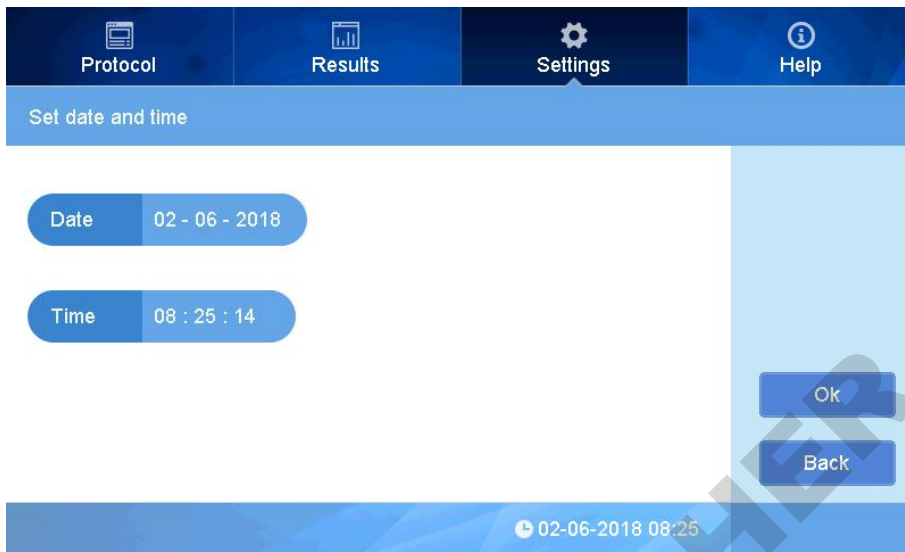 Protocol
Results
Settings
Help
Set date and time
Date 02 - 06 - 2018
Time 08 : 25 : 14
Ok
Back
02-06-2018 08:25
HER